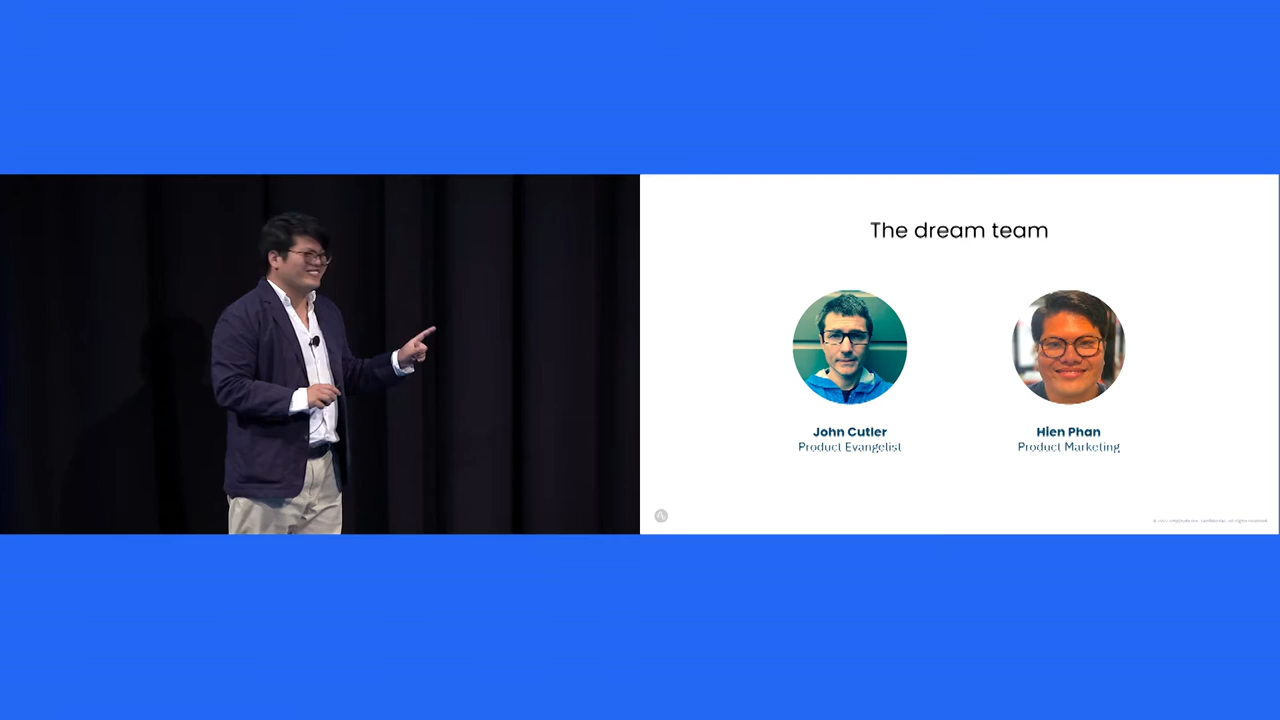 The dream team
John Cutler
Product Evangelist
Hien Phan
Product Marketing